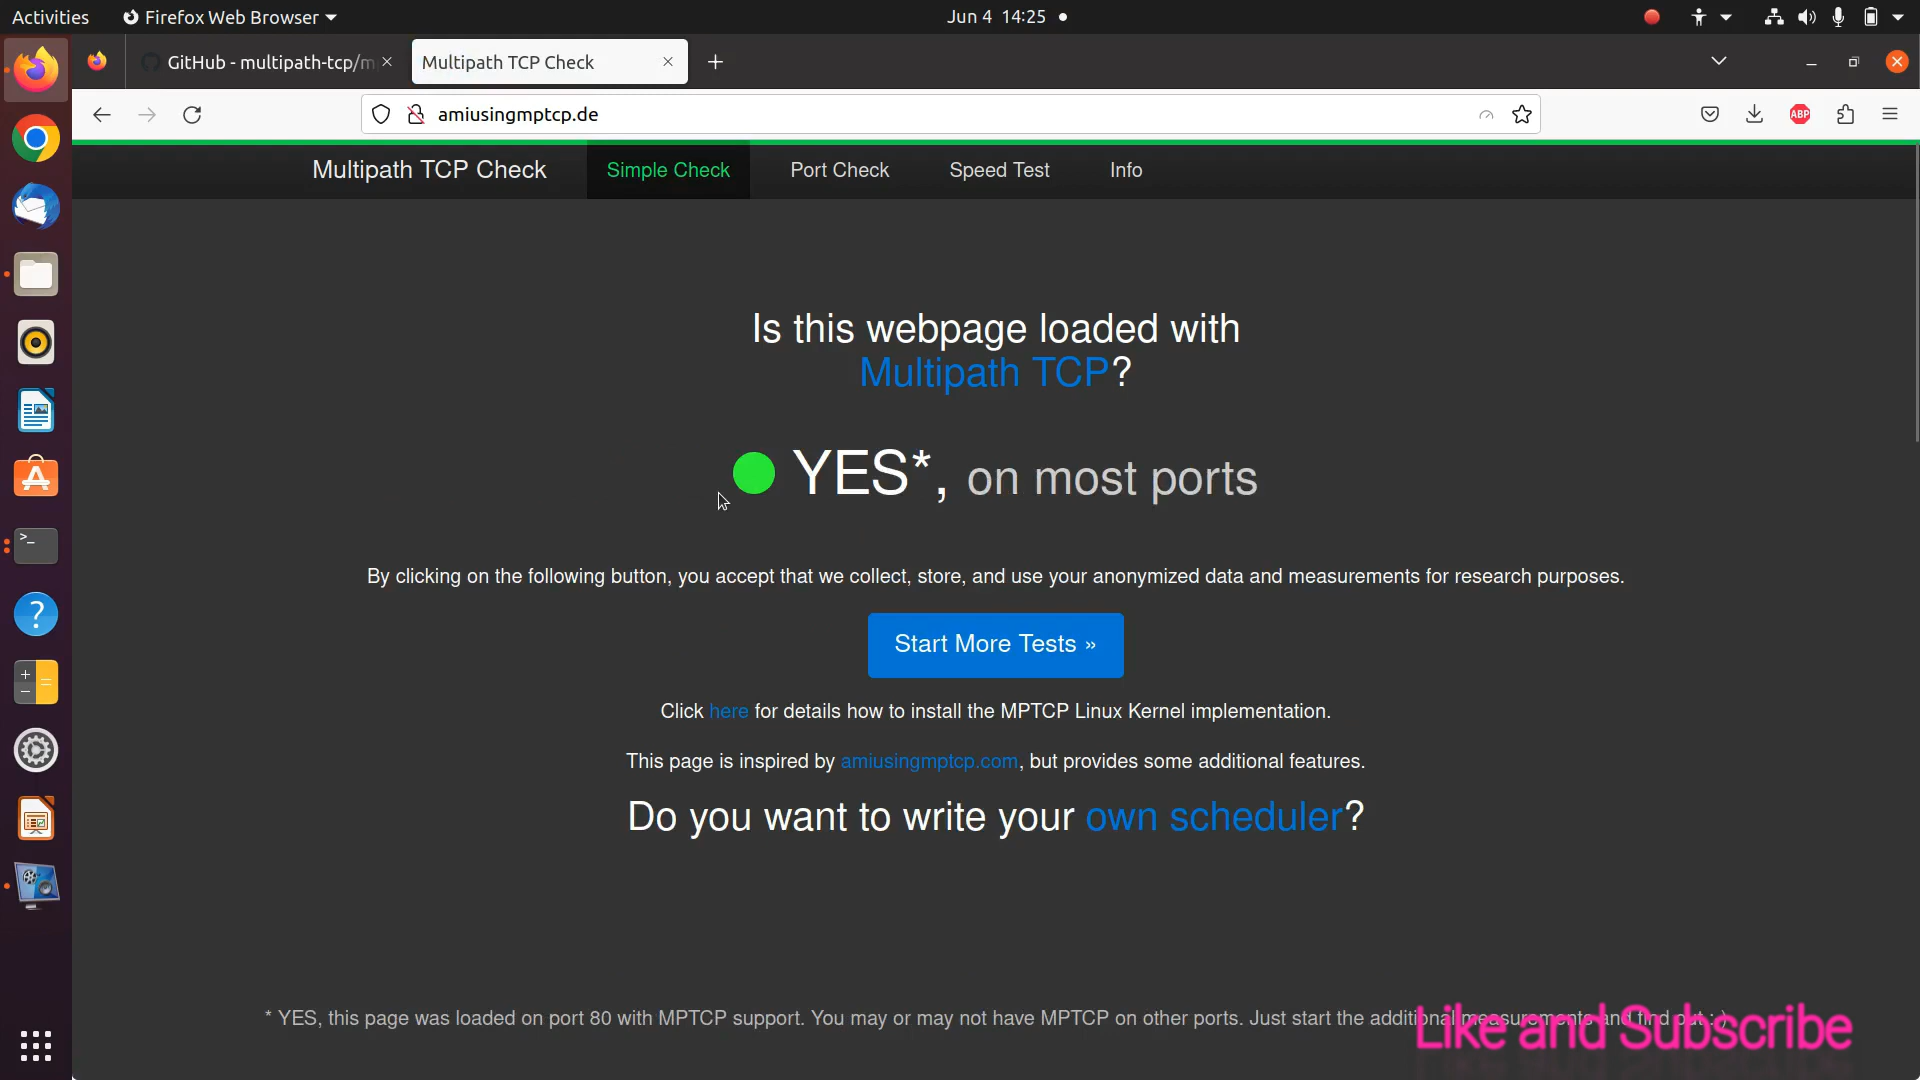 Activities
Firefox Web Browser
Jun 4 14:25
GitHub - multipath-tcp/m
Multipath TCP Check
amiusingmptcp.de
ABP
Multipath TCP Check
Simple Check
Port Check
Speed Test
Info
Is this webpage loaded with
Multipath TCP?
YES*, on most ports
By clicking on the following button, you accept that we collect, store, and use your anonymized data and measurements for research purposes.
Start More Tests »
Click here for details how to install the MPTCP Linux Kernel implementation.
This page is inspired by amiusingmptcp.com, but provides some additional features.
Do you want to write your own scheduler?
* YES, this page was loaded on port 80 with MPTCP support. You may or may not have MPTCP on other ports. Just start the additional measurements and find out :-)
Like and Subscribe